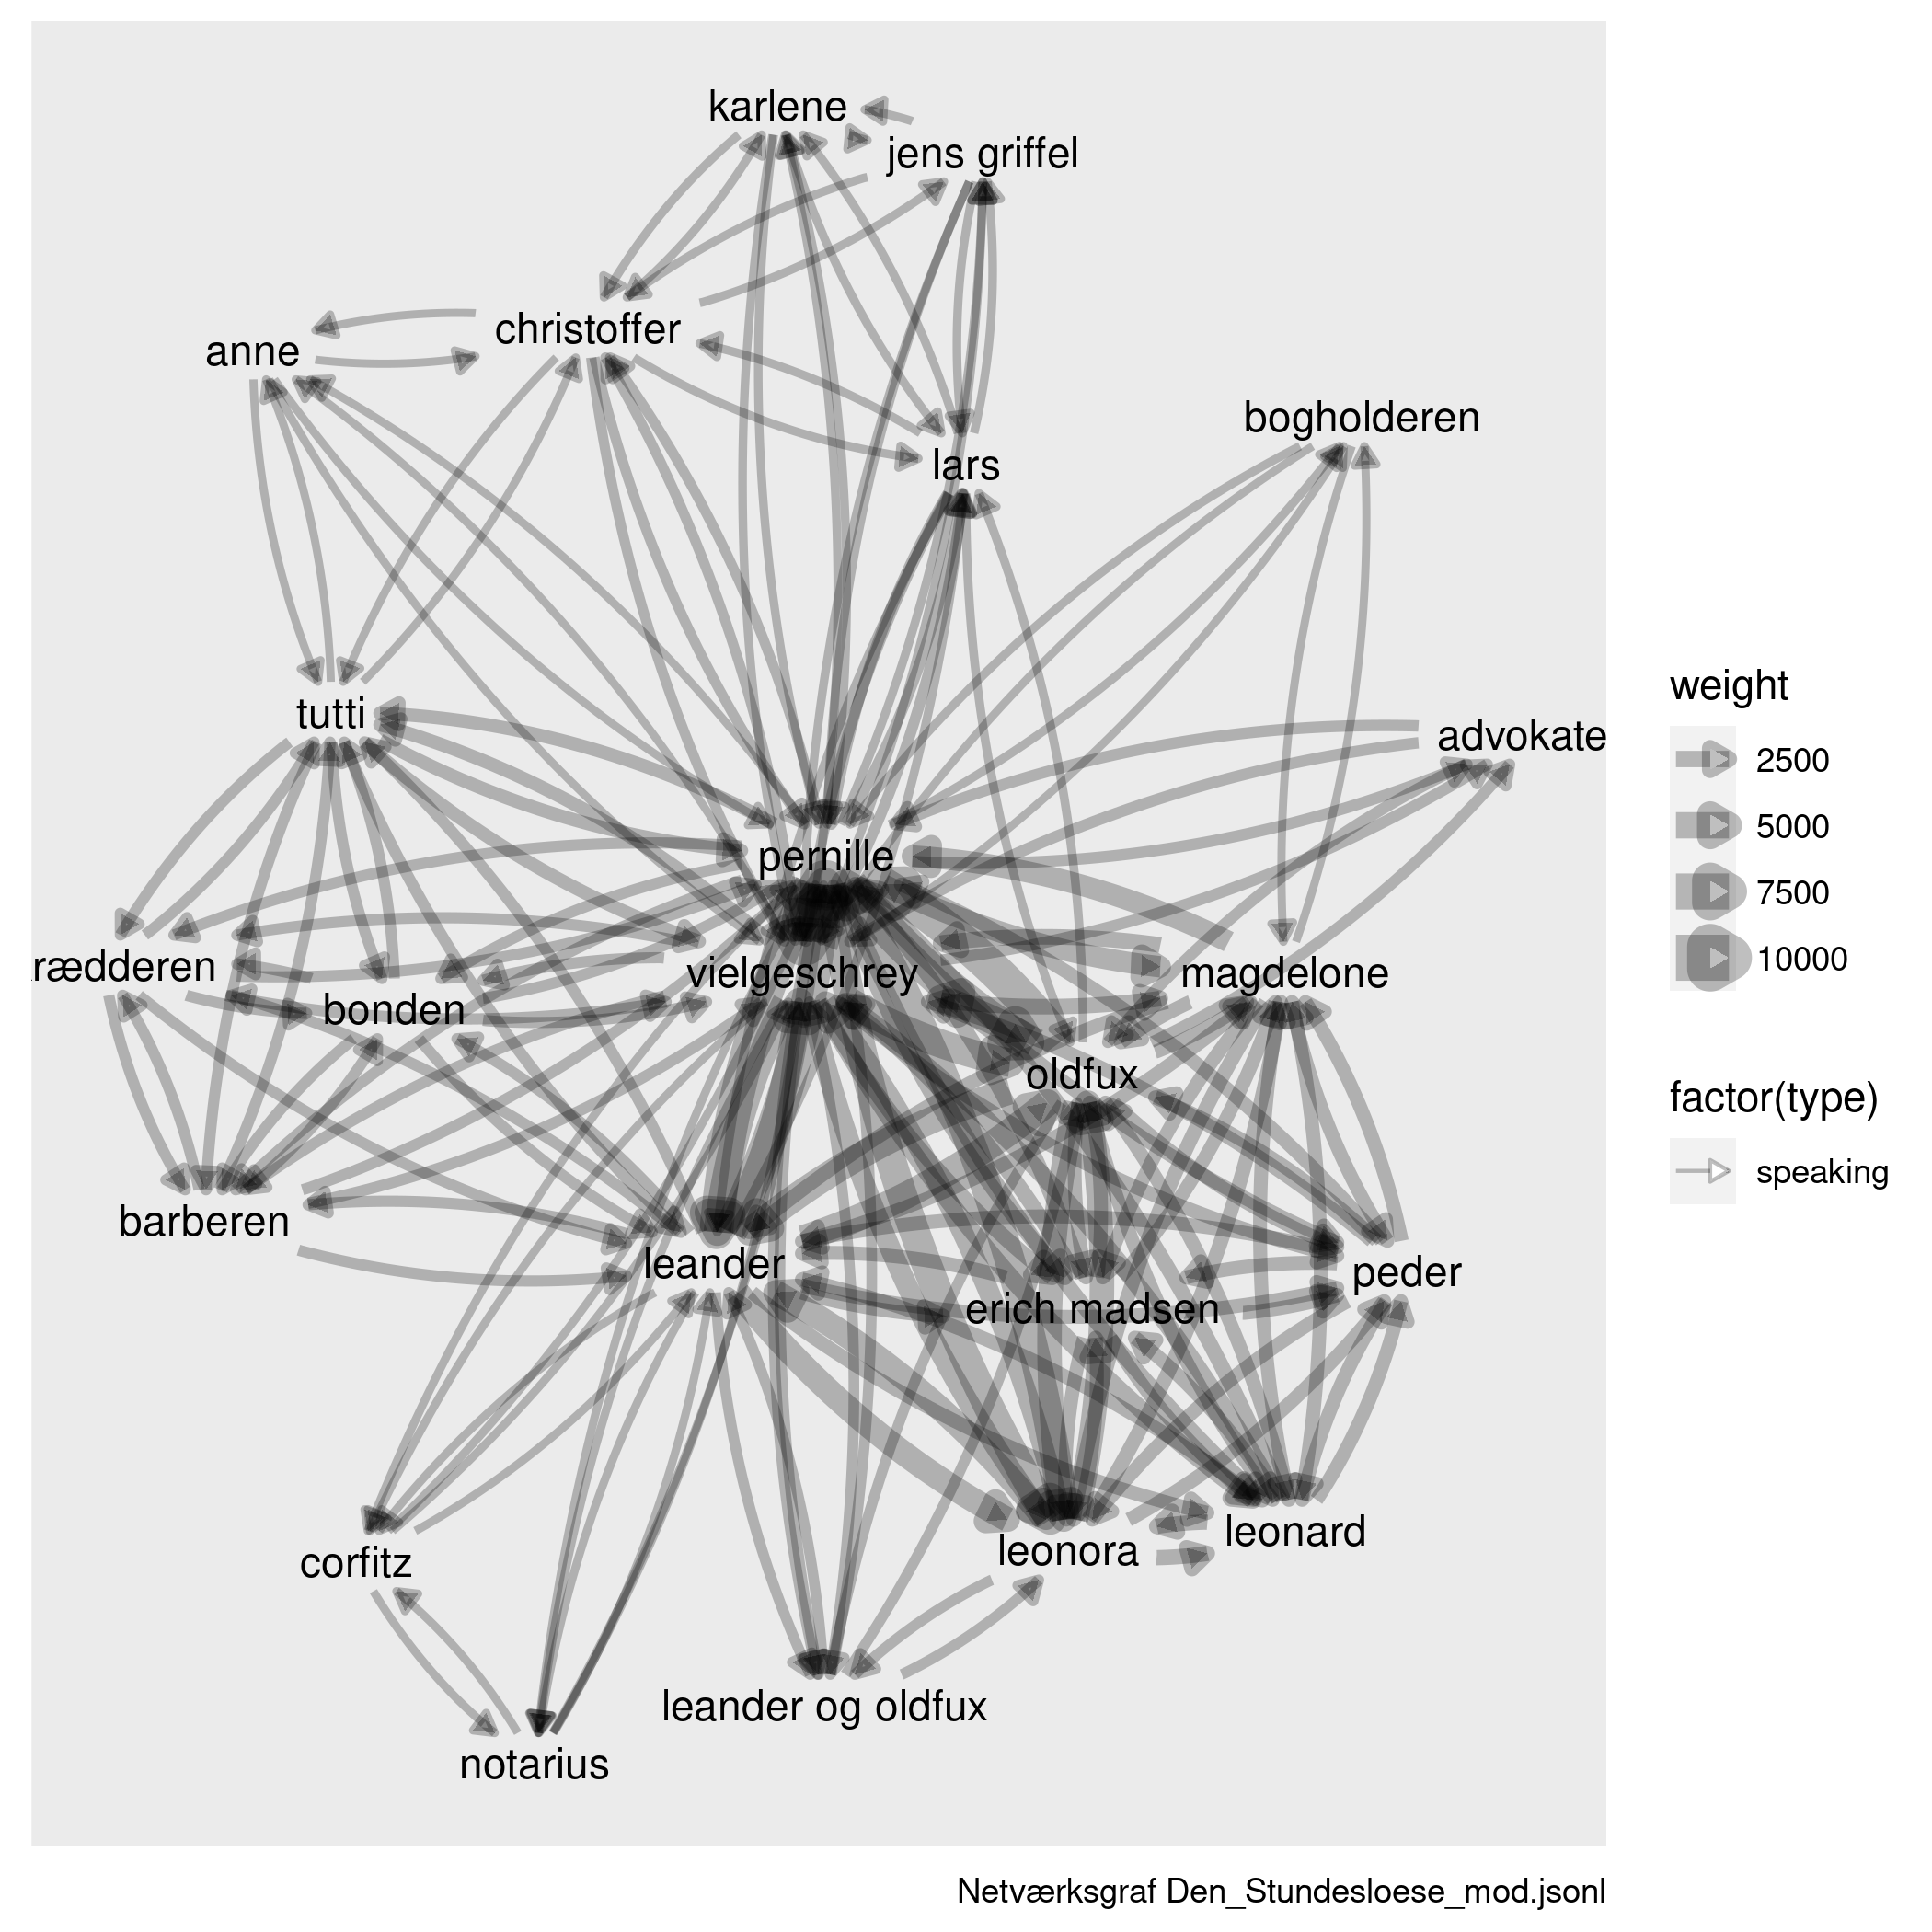 karlene
jens griffel
christoffer
anne
bogholderen
lars
tutti
advokate
pernille
rædderen
vielgeschrey
magdelone
bonden
oldfux
barberen
leander
peder
erich madsen
leonard
leonora
corfitz
leander og oldfux
notarius
weight
2500
5000
7500
10000
factor(type)
speaking
Netværksgraf Den_Stundesloese_mod.jsonl